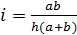 i = ab / h(a+b)